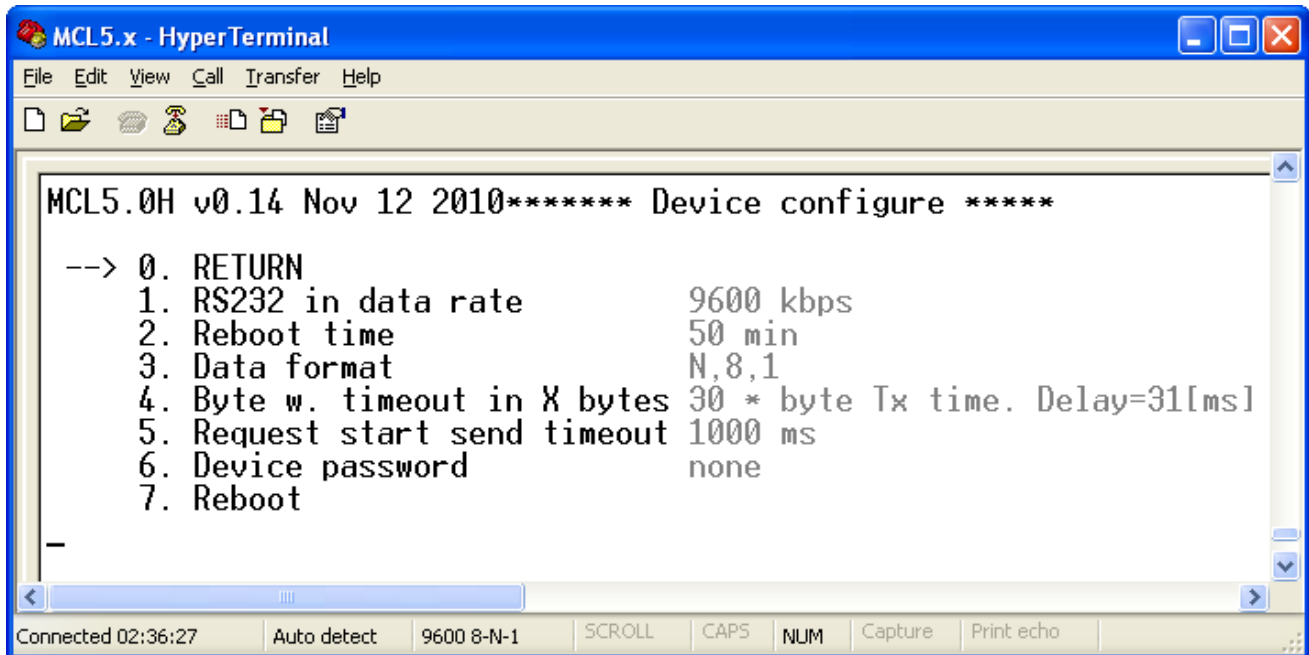 MCL5.x - HyperTerminal
File Edit View Call Transfer Help
MCL5.0H v0.14 Nov 12 2010******* Device configure *****
--> 0. RETURN
1. RS232 in data rate 9600 kbps
2. Reboot time 50 min
3. Data format N,8,1
4. Byte w. timeout in X bytes 30 * byte Tx time. Delay=31[ms]
5. Request start send timeout 1000 ms
6. Device password none
7. Reboot
_
Connected 02:36:27 Auto detect 9600 8-N-1 SCROLL CAPS NUM Capture Print echo